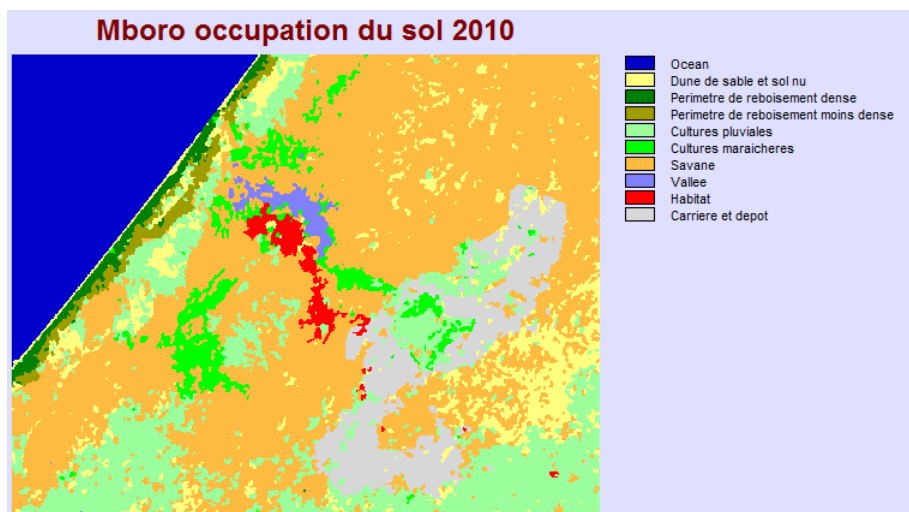 Mboro occupation du sol 2010
Ocean
Dune de sable et sol nu
Perimetre de reboisement dense
Perimetre de reboisement moins dense
Cultures pluviales
Cultures maraicheres
Savane
Vallee
Habitat
Carriere et depot